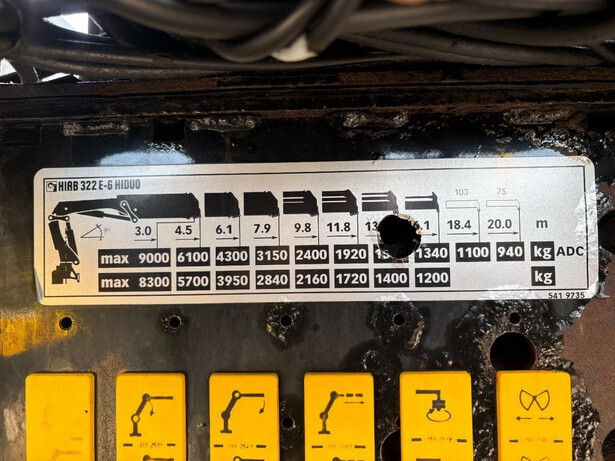 HIAB 322 E-6 HIDUO
103 75
9°
3.0 4.5 6.1 7.9 9.8 11.8 18.4 20.0 m
max 9000 6100 4300 3150 2400 1920 1340 1100 940 kg ADC
max 8300 5700 3950 2840 2160 1720 1400 1200 kg
541 9735